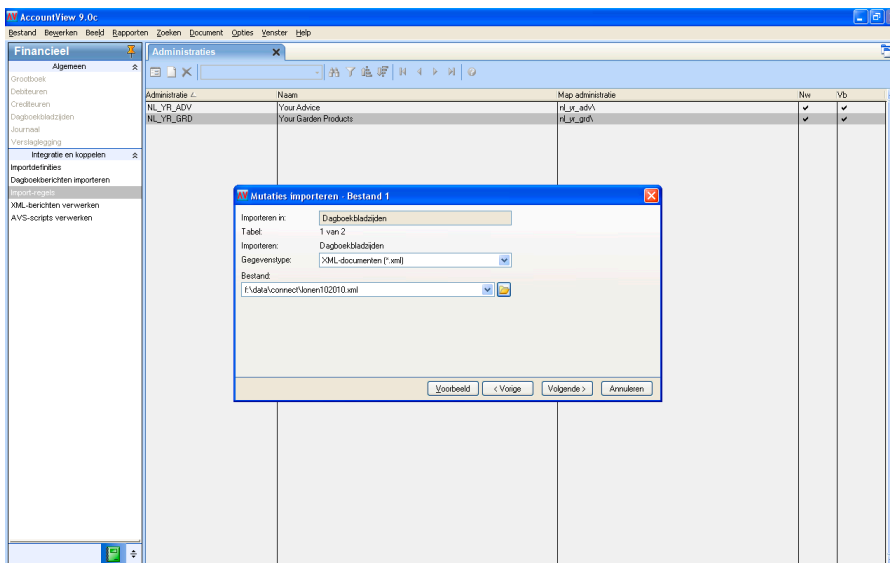 AccountView 9.0c
Bestand Bewerken Beeld Rapporten Zoeken Document Opties Venster Help
Financieel
Administraties
Algemeen
Grootboek
Debiteuren
Crediteuren
Dagboekbladzijden
Journaal
Verslaglegging
Integratie en koppelen
Importdefinities
Dagboekberichten importeren
Import-regels
XML-berichten verwerken
AVS-scripts verwerken
Administratie Naam Map administratie Nw Vb
NL_YR_ADV Your Advice nl_yr_adv\
NL_YR_GRD Your Garden Products nl_yr_grd\
Mutaties importeren - Bestand 1
Importeren in: Dagboekbladzijden
Tabel: 1 van 2
Importeren: Dagboekbladzijden
Gegevenstype: XML-documenten (*.xml)
Bestand:
f:\data\connect\lonen102010.xml
Voorbeeld < Vorige Volgende > Annuleren